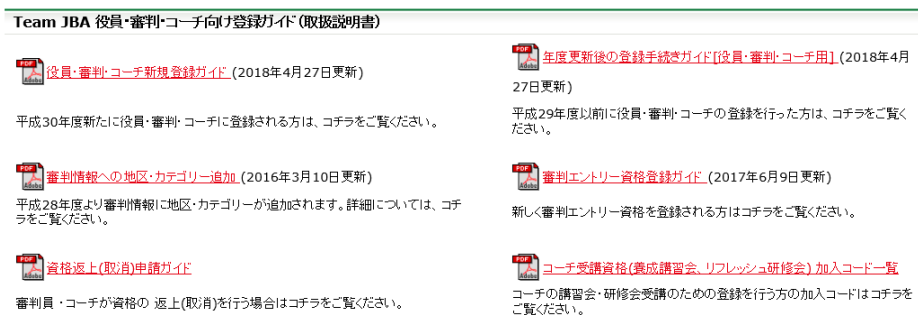 Team JBA 役員・審判・コーチ向け登録ガイド(取扱説明書)
役員・審判・コーチ新規登録ガイド (2018年4月27日更新)
平成30年度新たに役員・審判・コーチに登録される方は、コチラをご覧ください。
年度更新後の登録手続きガイド[役員・審判・コーチ用] (2018年4月
27日更新)
平成29年度以前に役員・審判・コーチの登録を行った方は、コチラをご覧く
ださい。
審判情報への地区・カテゴリー追加 (2016年3月10日更新)
平成28年度より審判情報に地区・カテゴリーが追加されます。詳細については、コチ
ラをご覧ください。
審判エントリー資格登録ガイド (2017年6月9日更新)
新しく審判エントリー資格を登録される方はコチラをご覧ください。
資格返上(取消)申請ガイド
審判員・コーチが資格の 返上(取消)を行う場合はコチラをご覧ください。
コーチ受講資格(養成講習会、リフレッシュ研修会) 加入コード一覧
コーチの講習会・研修会受講のための登録を行う方の加入コードはコチラを
ご覧ください。
PDF
Adobe
PDF
Adobe
PDF
Adobe
PDF
Adobe
PDF
Adobe
PDF
Adobe